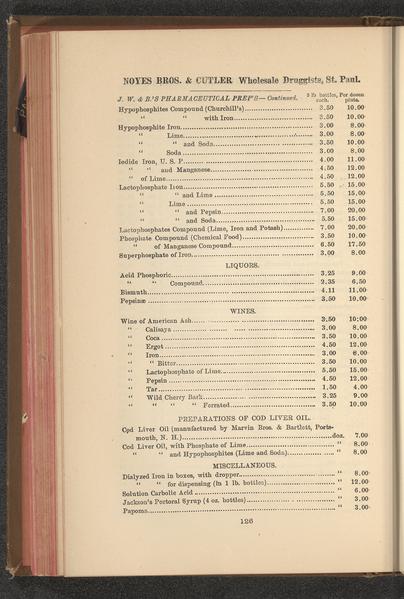 NOYES BROS. & CUTLER Wholesale Druggists, St. Paul.
J. W. & B.'S PHARMACEUTICAL PREP'S—Continued. 5 lb bottles, each. Per dozen pints.
Hypophosphites Compound (Churchill's) 3.50 10.00
" " with Iron 3.50 10.00
Hypophosphite Iron 3.00 8.00
" Lime 3.00 8.00
" " and Soda 3.50 10.00
" Soda 3.00 8.00
Iodide Iron, U. S. P. 4.00 11.00
" " and Manganese 4.50 12.00
" of Lime 4.50 12.00
Lactophosphate Iron 5.50 15.00
" " and Lime 5.50 15.00
" Lime 5.50 15.00
" " and Pepsin 7.00 20.00
" " and Soda 5.50 15.00
Lactophosphates Compound (Lime, Iron and Potash) 7.00 20.00
Phosphate Compound (Chemical Food) 3.50 10.00
" of Manganese Compound 6.50 17.50
Superphosphate of Iron 3.00 8.00
LIQUORS.
Acid Phosphoric 3.25 9.00
" " Compound 2.35 6.50
Bismuth 4.11 11.00
Pepsinæ 3.50 10.00
WINES.
Wine of American Ash 3.50 10.00
" Calisaya 3.00 8.00
" Coca 3.50 10.00
" Ergot 4.50 12.00
" Iron 3.00 8.00
" " Bitter 3.50 10.00
" Lactophosphate of Lime 5.50 15.00
" Pepsin 4.50 12.00
" Tar 1.50 4.00
" Wild Cherry Bark 3.25 9.00
" " " " Ferrated 3.50 10.00
PREPARATIONS OF COD LIVER OIL.
Cod Liver Oil (manufactured by Marvin Bros. & Bartlett, Ports-
mouth, N. H.) doz. 7.00
Cod Liver Oil, with Phosphate of Lime " 8.00
" " and Hypophosphites (Lime and Soda) " 8.00
MISCELLANEOUS.
Dialyzed Iron in boxes, with dropper " 8.00
" " for dispensing (in 1 lb. bottles) " 12.00
Solution Carbolic Acid " 6.00
Jackson's Pectoral Syrup (4 oz. bottles) " 3.00
Papoma " 3.00
126